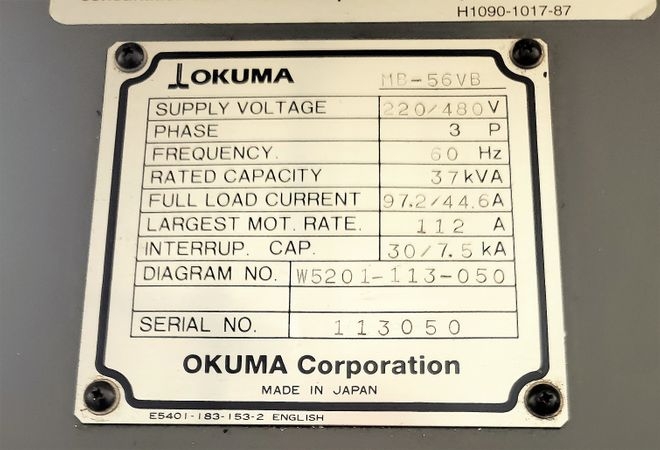 H1090-1017-87
OKUMA MB-56VB
SUPPLY VOLTAGE 220/480V
PHASE 3 P
FREQUENCY. 60 Hz
RATED CAPACITY 37kVA
FULL LOAD CURRENT 97.2/44.6A
LARGEST MOT. RATE. 112 A
INTERRUP. CAP. 30/7.5 kA
DIAGRAM NO. W5201-113-050
SERIAL NO. 113050
OKUMA Corporation
MADE IN JAPAN
E5401-183-153-2 ENGLISH